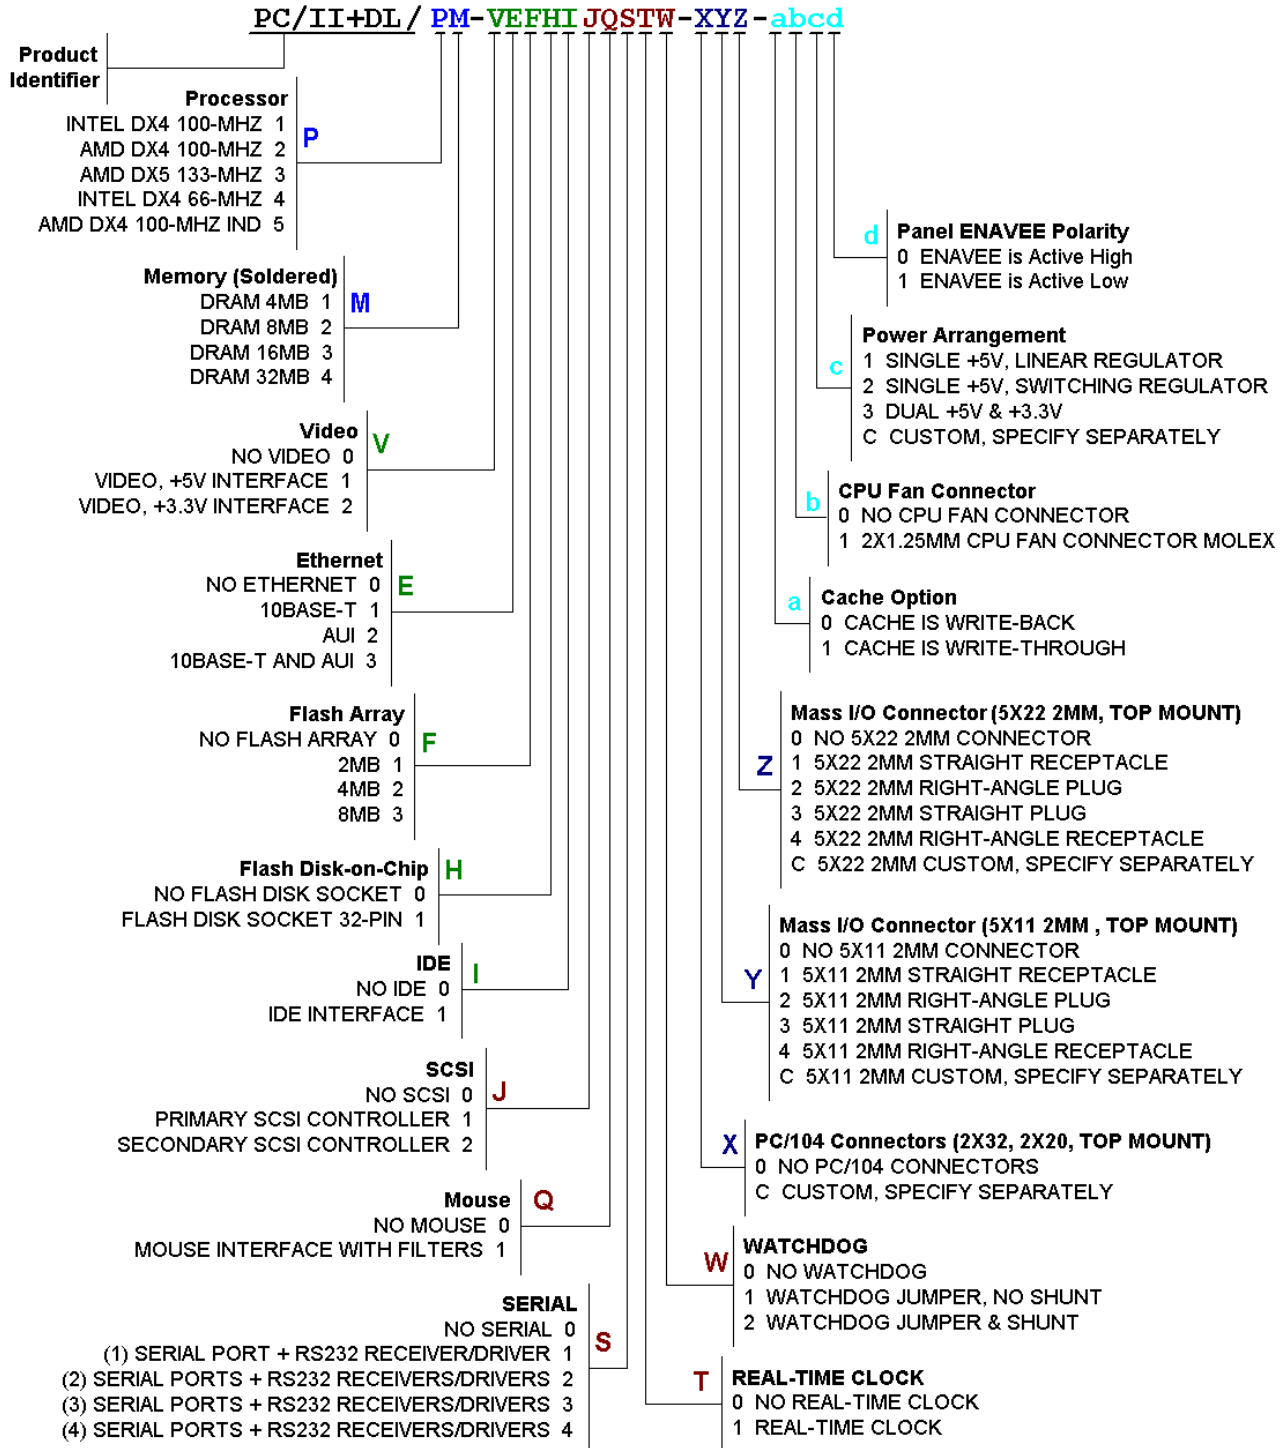 PC/II+DL/PM-VEFHIJQSTW-XYZ-abcd
Product
Identifier
Processor
INTEL DX4 100-MHZ 1
AMD DX4 100-MHZ 2
AMD DX5 133-MHZ 3
INTEL DX4 66-MHZ 4
AMD DX4 100-MHZ IND 5
P
Memory (Soldered)
DRAM 4MB 1
DRAM 8MB 2
DRAM 16MB 3
DRAM 32MB 4
M
Video
NO VIDEO 0
VIDEO, +5V INTERFACE 1
VIDEO, +3.3V INTERFACE 2
V
Ethernet
NO ETHERNET 0
10BASE-T 1
AUI 2
10BASE-T AND AUI 3
E
Flash Array
NO FLASH ARRAY 0
2MB 1
4MB 2
8MB 3
F
Flash Disk-on-Chip
NO FLASH DISK SOCKET 0
FLASH DISK SOCKET 32-PIN 1
H
IDE
NO IDE 0
IDE INTERFACE 1
I
SCSI
NO SCSI 0
PRIMARY SCSI CONTROLLER 1
SECONDARY SCSI CONTROLLER 2
J
Mouse
NO MOUSE 0
MOUSE INTERFACE WITH FILTERS 1
Q
SERIAL
NO SERIAL 0
(1) SERIAL PORT + RS232 RECEIVER/DRIVER 1
(2) SERIAL PORTS + RS232 RECEIVERS/DRIVERS 2
(3) SERIAL PORTS + RS232 RECEIVERS/DRIVERS 3
(4) SERIAL PORTS + RS232 RECEIVERS/DRIVERS 4
S
d
Panel ENAVEE Polarity
0 ENAVEE is Active High
1 ENAVEE is Active Low
c
Power Arrangement
1 SINGLE +5V, LINEAR REGULATOR
2 SINGLE +5V, SWITCHING REGULATOR
3 DUAL +5V & +3.3V
C CUSTOM, SPECIFY SEPARATELY
b
CPU Fan Connector
0 NO CPU FAN CONNECTOR
1 2X1.25MM CPU FAN CONNECTOR MOLEX
a
Cache Option
0 CACHE IS WRITE-BACK
1 CACHE IS WRITE-THROUGH
Z
Mass I/O Connector (5X22 2MM, TOP MOUNT)
0 NO 5X22 2MM CONNECTOR
1 5X22 2MM STRAIGHT RECEPTACLE
2 5X22 2MM RIGHT-ANGLE PLUG
3 5X22 2MM STRAIGHT PLUG
4 5X22 2MM RIGHT-ANGLE RECEPTACLE
C 5X22 2MM CUSTOM, SPECIFY SEPARATELY
Y
Mass I/O Connector (5X11 2MM , TOP MOUNT)
0 NO 5X11 2MM CONNECTOR
1 5X11 2MM STRAIGHT RECEPTACLE
2 5X11 2MM RIGHT-ANGLE PLUG
3 5X11 2MM STRAIGHT PLUG
4 5X11 2MM RIGHT-ANGLE RECEPTACLE
C 5X11 2MM CUSTOM, SPECIFY SEPARATELY
X
PC/104 Connectors (2X32, 2X20, TOP MOUNT)
0 NO PC/104 CONNECTORS
C CUSTOM, SPECIFY SEPARATELY
W
WATCHDOG
0 NO WATCHDOG
1 WATCHDOG JUMPER, NO SHUNT
2 WATCHDOG JUMPER & SHUNT
T
REAL-TIME CLOCK
0 NO REAL-TIME CLOCK
1 REAL-TIME CLOCK